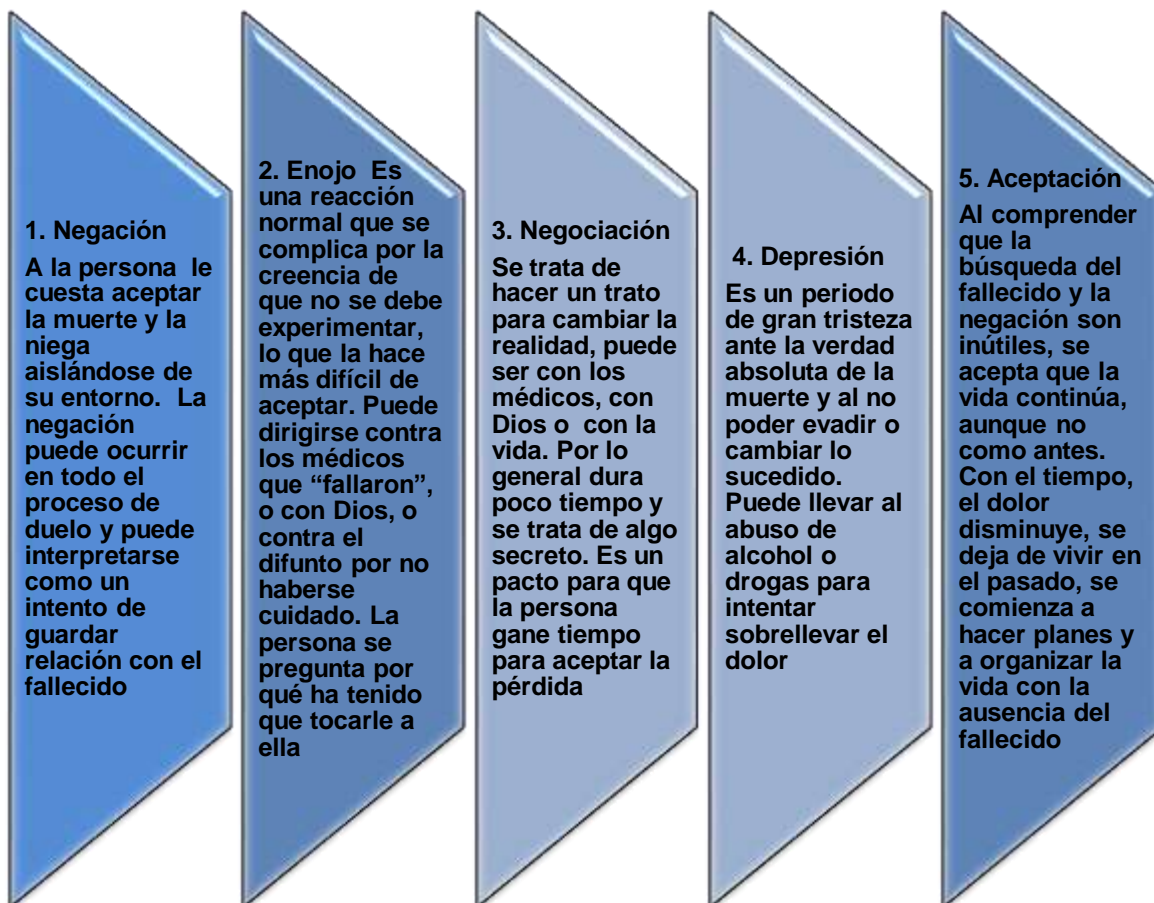 1. Negación
A la persona le
cuesta aceptar
la muerte y la
niega
aislándose de
su entorno. La
negación
puede ocurrir
en todo el
proceso de
duelo y puede
interpretarse
como un
intento de
guardar
relación con el
fallecido
2. Enojo Es
una reacción
normal que se
complica por la
creencia de
que no se debe
experimentar,
lo que la hace
más difícil de
aceptar. Puede
dirigirse contra
los médicos
que “fallaron”,
o con Dios, o
contra el
difunto por no
haberse
cuidado. La
persona se
pregunta por
qué ha tenido
que tocarle a
ella
3. Negociación
Se trata de
hacer un trato
para cambiar la
realidad, puede
ser con los
médicos, con
Dios o con la
vida. Por lo
general dura
poco tiempo y
se trata de algo
secreto. Es un
pacto para que
la persona
gane tiempo
para aceptar la
pérdida
4. Depresión
Es un periodo
de gran tristeza
ante la verdad
absoluta de la
muerte y al no
poder evadir o
cambiar lo
sucedido.
Puede llevar al
abuso de
alcohol o
drogas para
intentar
sobrellevar el
dolor
5. Aceptación
Al comprender
que la
búsqueda del
fallecido y la
negación son
inútiles, se
acepta que la
vida continúa,
aunque no
como antes.
Con el tiempo,
el dolor
disminuye, se
deja de vivir en
el pasado, se
comienza a
hacer planes y
a organizar la
vida con la
ausencia del
fallecido